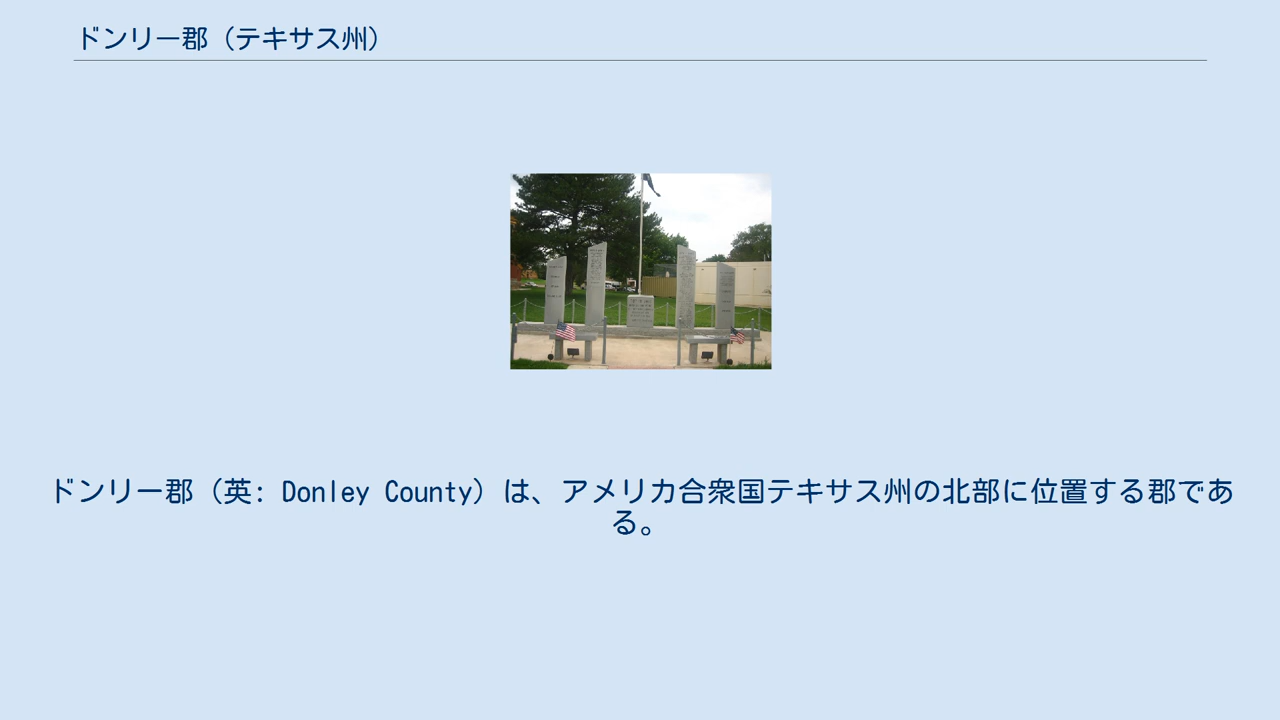 ドンリー郡（テキサス州）
ドンリー郡（英: Donley County）は、アメリカ合衆国テキサス州の北部に位置する郡であ
る。